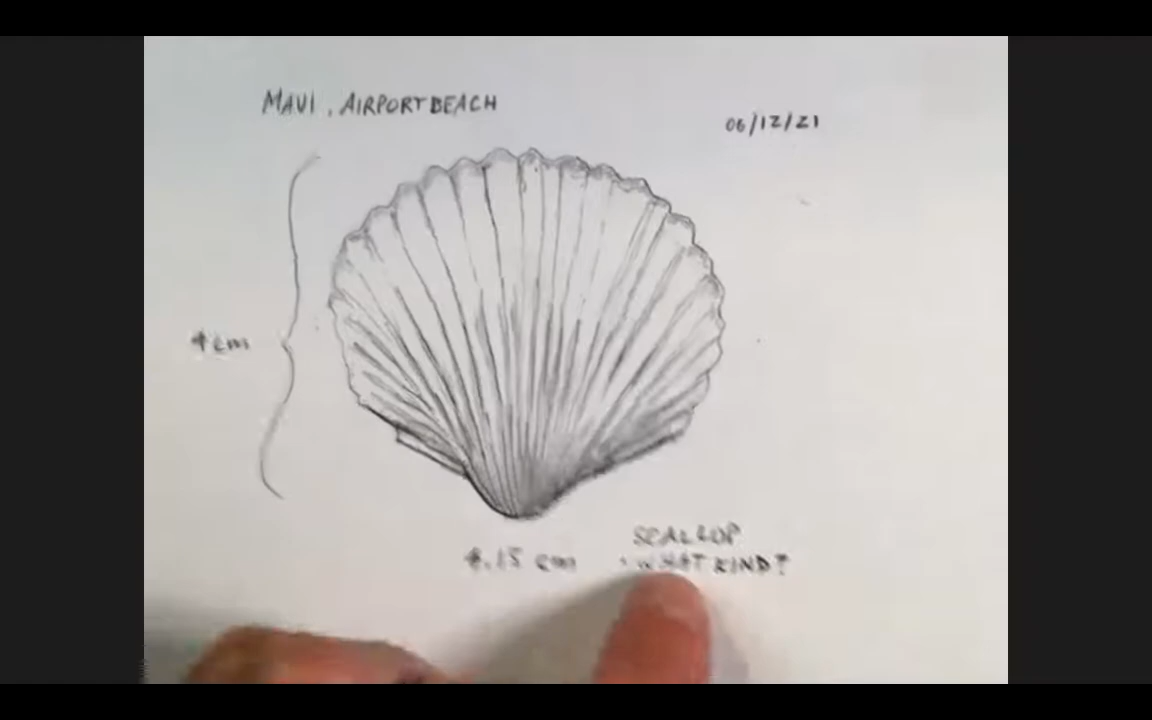 MAUI, AIRPORT BEACH
06/12/21
4cm
4.15 cm
SCALLOP
WHAT KIND?